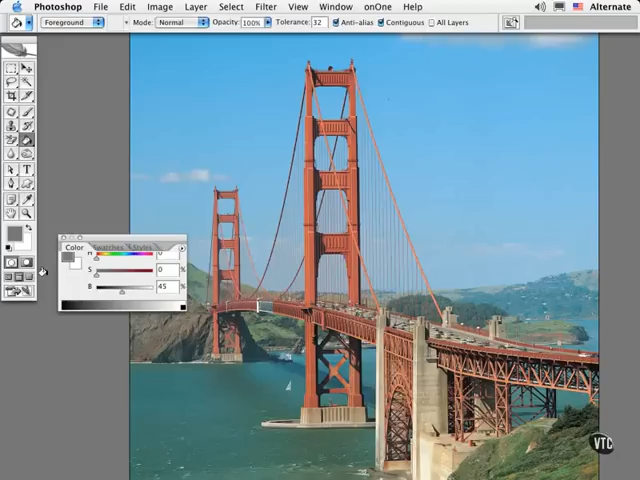 Photoshop File Edit Image Layer Select Filter View Window onOne Help Alternate
Foreground Mode: Normal Opacity: 100% Tolerance: 32 Anti-alias Contiguous All Layers
Color Swatches Styles
H 0 °
S 0 %
B 45 %
VTC